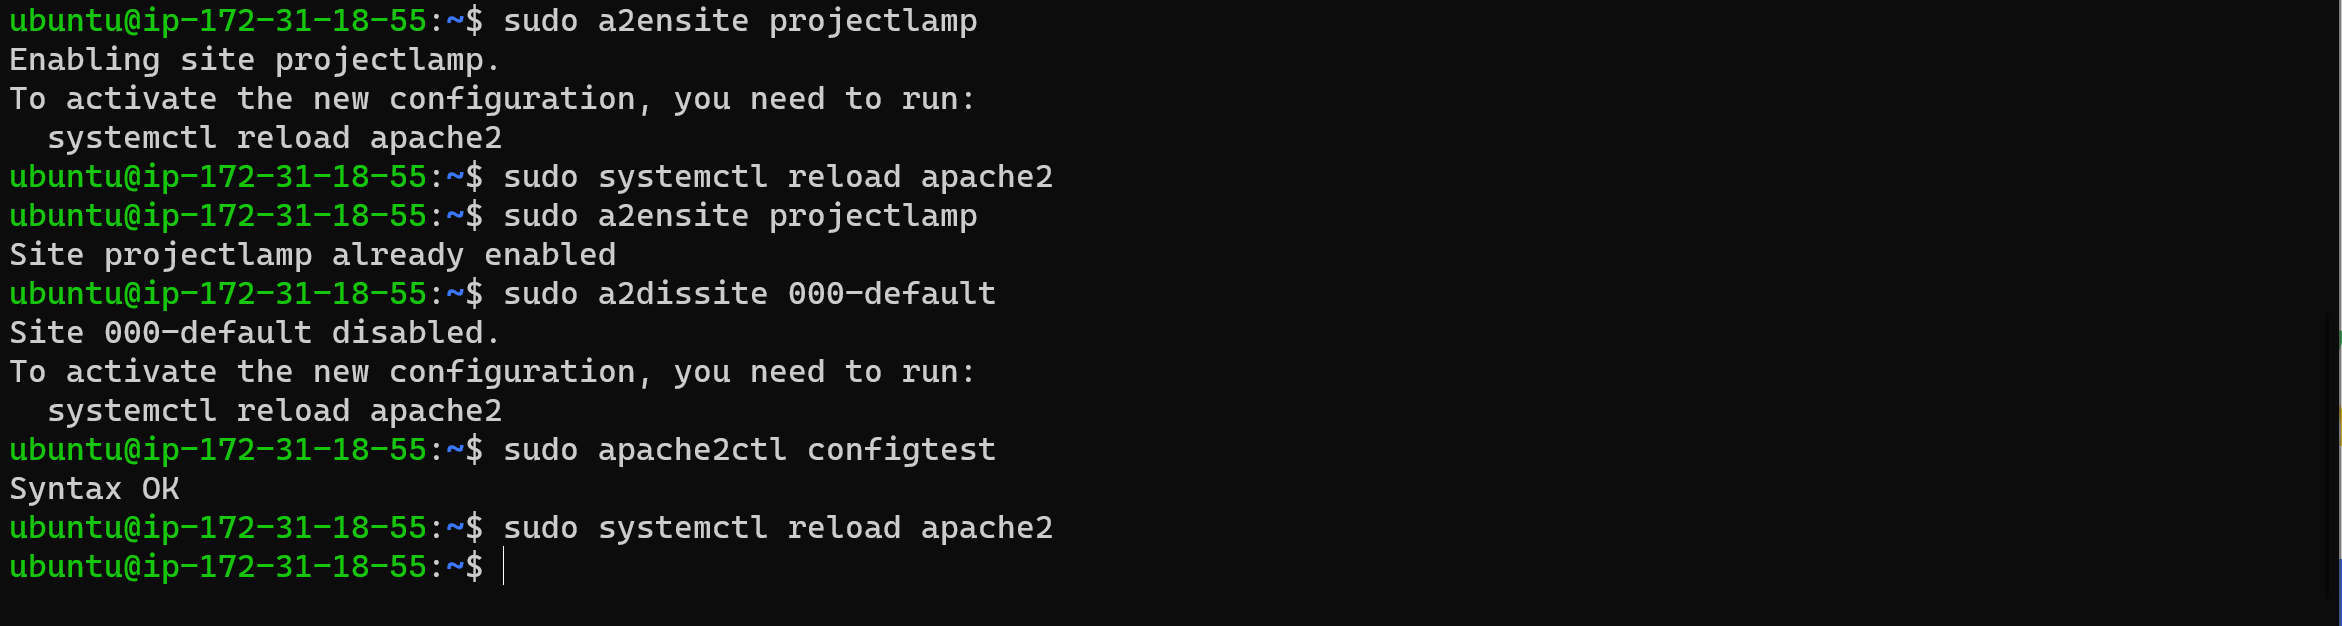 ubuntu@ip-172-31-18-55:~$ sudo a2ensite projectlamp
Enabling site projectlamp.
To activate the new configuration, you need to run:
  systemctl reload apache2
ubuntu@ip-172-31-18-55:~$ sudo systemctl reload apache2
ubuntu@ip-172-31-18-55:~$ sudo a2ensite projectlamp
Site projectlamp already enabled
ubuntu@ip-172-31-18-55:~$ sudo a2dissite 000-default
Site 000-default disabled.
To activate the new configuration, you need to run:
  systemctl reload apache2
ubuntu@ip-172-31-18-55:~$ sudo apache2ctl configtest
Syntax OK
ubuntu@ip-172-31-18-55:~$ sudo systemctl reload apache2
ubuntu@ip-172-31-18-55:~$